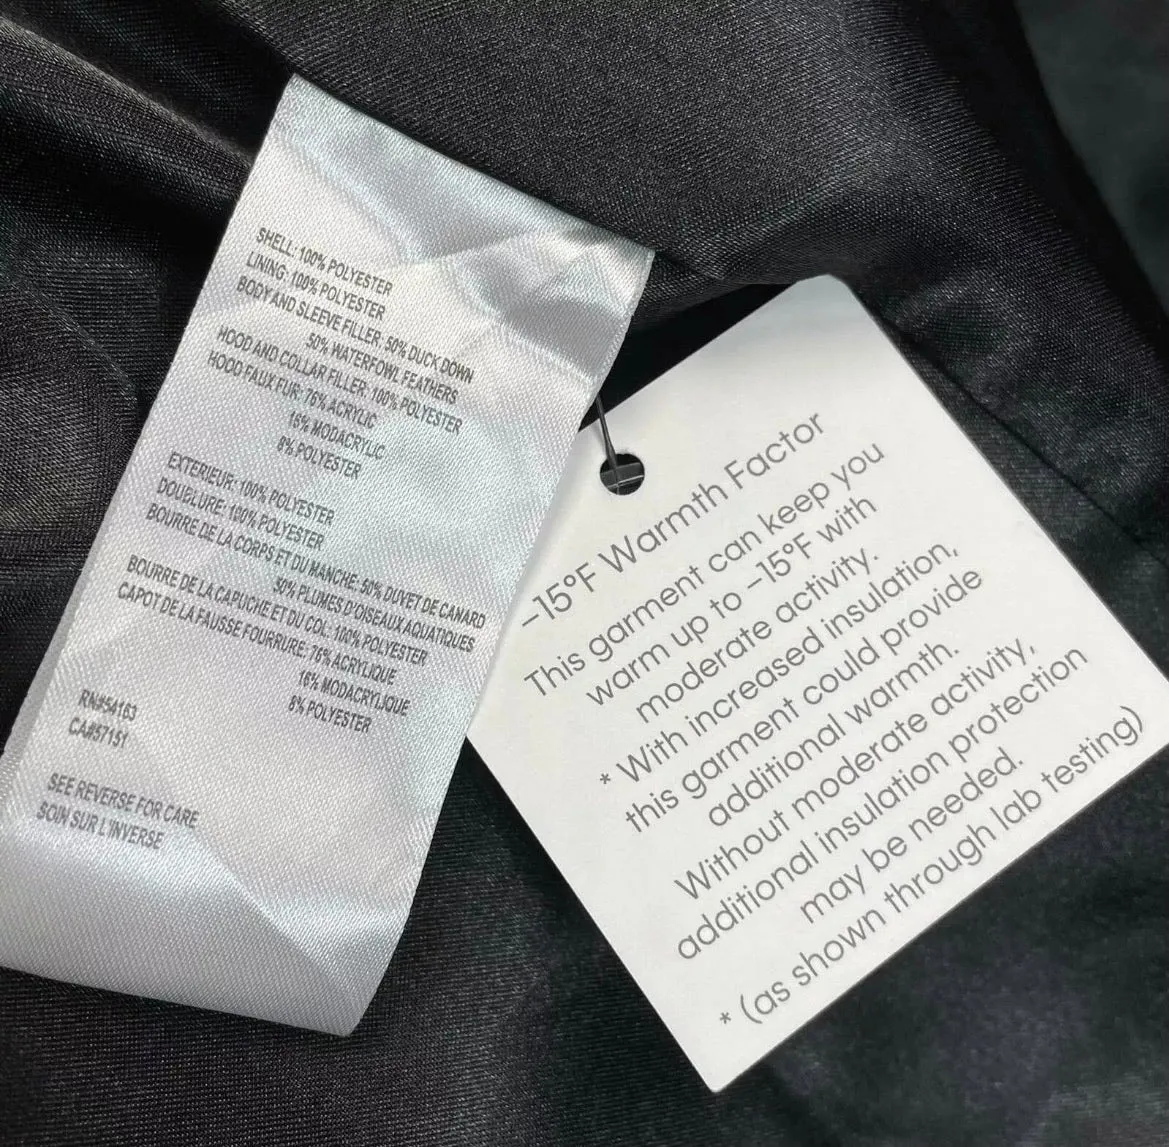 SHELL: 100% POLYESTER
LINING: 100% POLYESTER
BODY AND SLEEVE FILLER: 50% DUCK DOWN
50% WATERFOWL FEATHERS
HOOD AND COLLAR FILLER: 100% POLYESTER
HOOD FAUX FUR: 76% ACRYLIC
16% MODACRYLIC
8% POLYESTER
EXTERIEUR: 100% POLYESTER
DOUBLURE: 100% POLYESTER
BOURRE DE LA CORPS ET DU MANCHE: 50% DUVET DE CANARD
50% PLUMES D'OISEAUX AQUATIQUES
BOURRE DE LA CAPUCHE ET DU COL: 100% POLYESTER
CAPOT DE LA FAUSSE FOURRURE: 76% ACRYLIQUE
16% MODACRYLIQUE
8% POLYESTER
RN#54163
CA#57151
SEE REVERSE FOR CARE
SOIN SUR L'INVERSE
-15°F Warmth Factor
This garment can keep you
warm up to -15°F with
moderate activity.
* With increased insulation,
this garment could provide
additional warmth.
Without moderate activity,
additional insulation protection
may be needed.
* (as shown through lab testing)